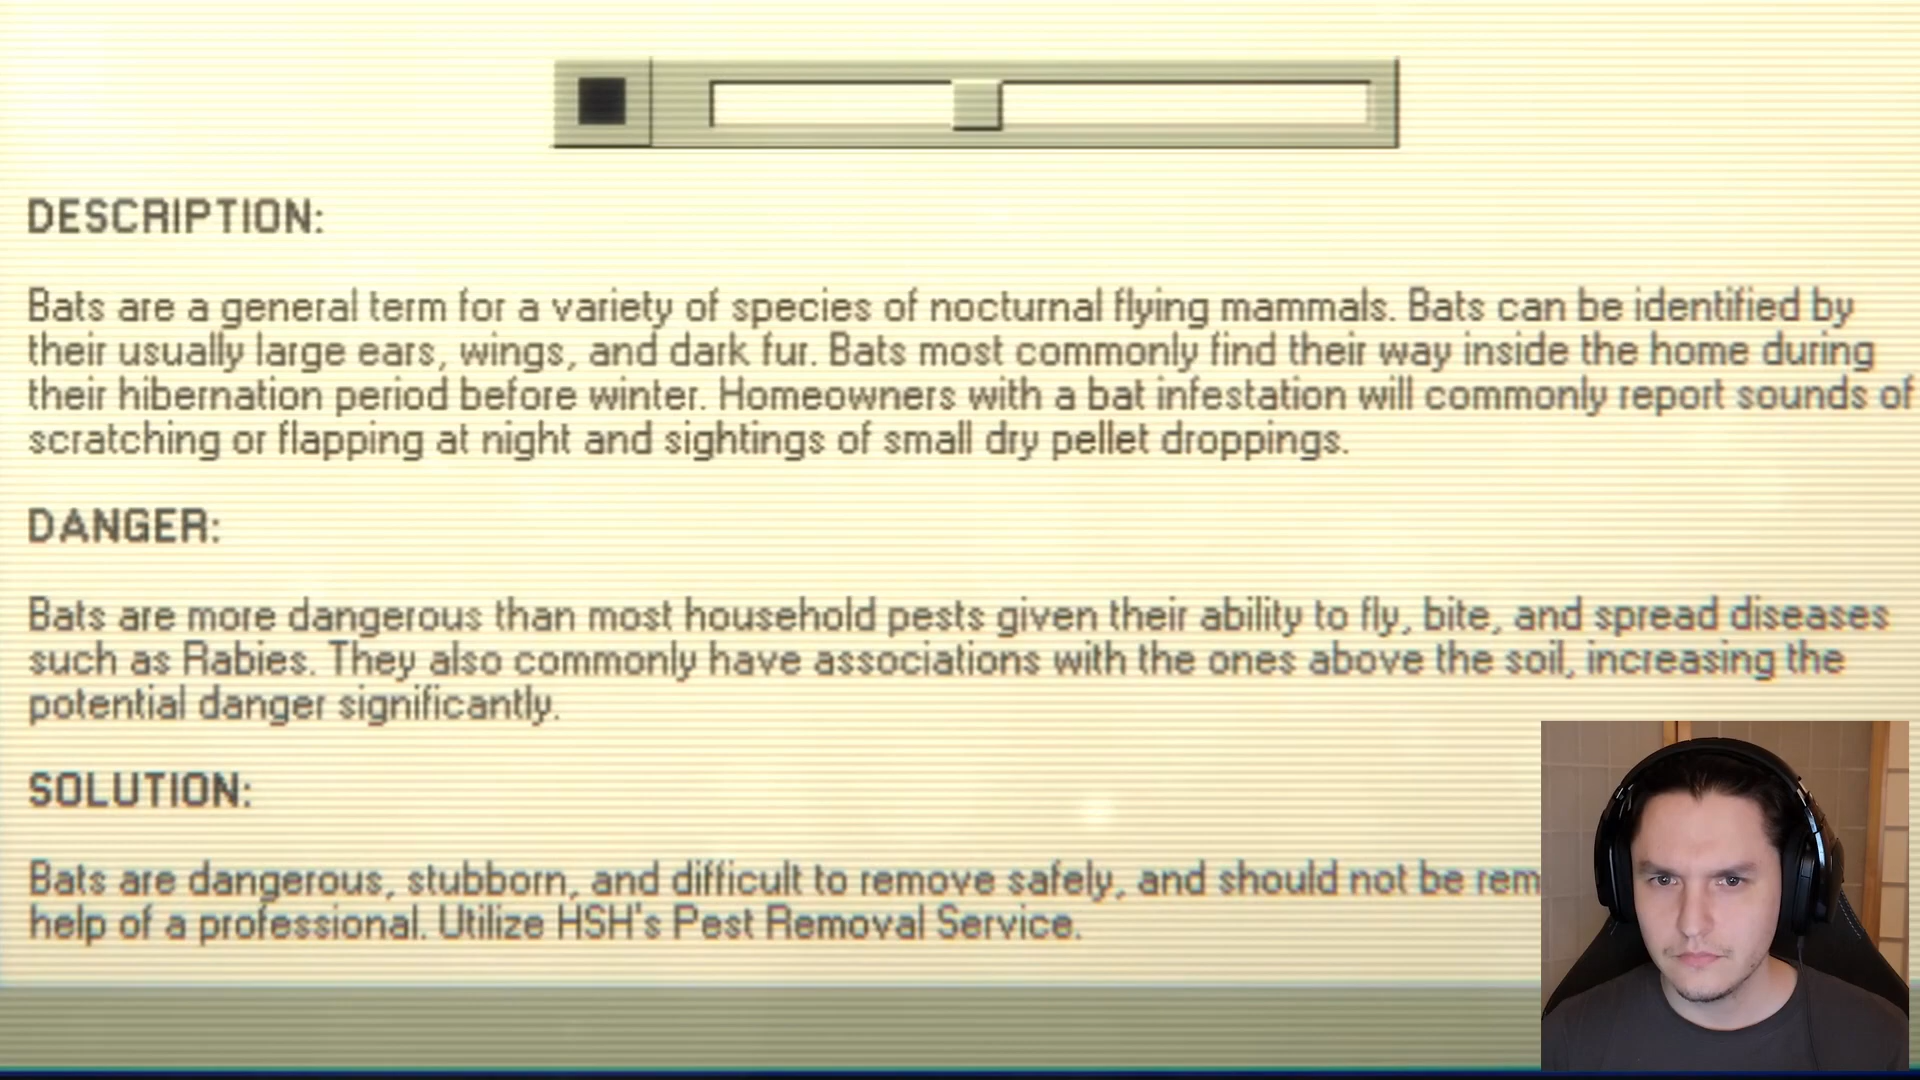 DESCRIPTION:
Bats are a general term for a variety of species of nocturnal flying mammals. Bats can be identified by
their usually large ears, wings, and dark fur. Bats most commonly find their way inside the home during
their hibernation period before winter. Homeowners with a bat infestation will commonly report sounds of
scratching or flapping at night and sightings of small dry pellet droppings.
DANGER:
Bats are more dangerous than most household pests given their ability to fly, bite, and spread diseases
such as Rabies. They also commonly have associations with the ones above the soil, increasing the
potential danger significantly.
SOLUTION:
Bats are dangerous, stubborn, and difficult to remove safely, and should not be rem
help of a professional. Utilize HSH's Pest Removal Service.